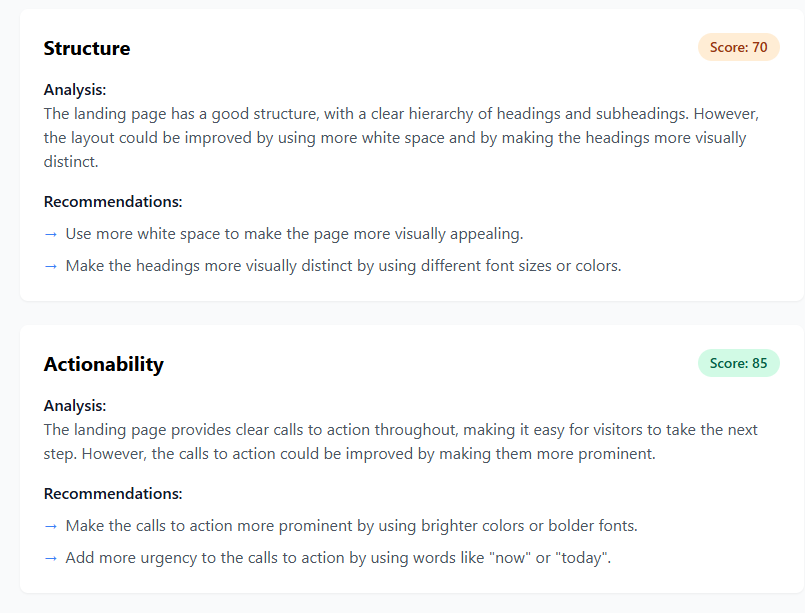 Structure
Score: 70
Analysis:
The landing page has a good structure, with a clear hierarchy of headings and subheadings. However,
the layout could be improved by using more white space and by making the headings more visually
distinct.
Recommendations:
→ Use more white space to make the page more visually appealing.
→ Make the headings more visually distinct by using different font sizes or colors.
Actionability
Score: 85
Analysis:
The landing page provides clear calls to action throughout, making it easy for visitors to take the next
step. However, the calls to action could be improved by making them more prominent.
Recommendations:
→ Make the calls to action more prominent by using brighter colors or bolder fonts.
→ Add more urgency to the calls to action by using words like "now" or "today".